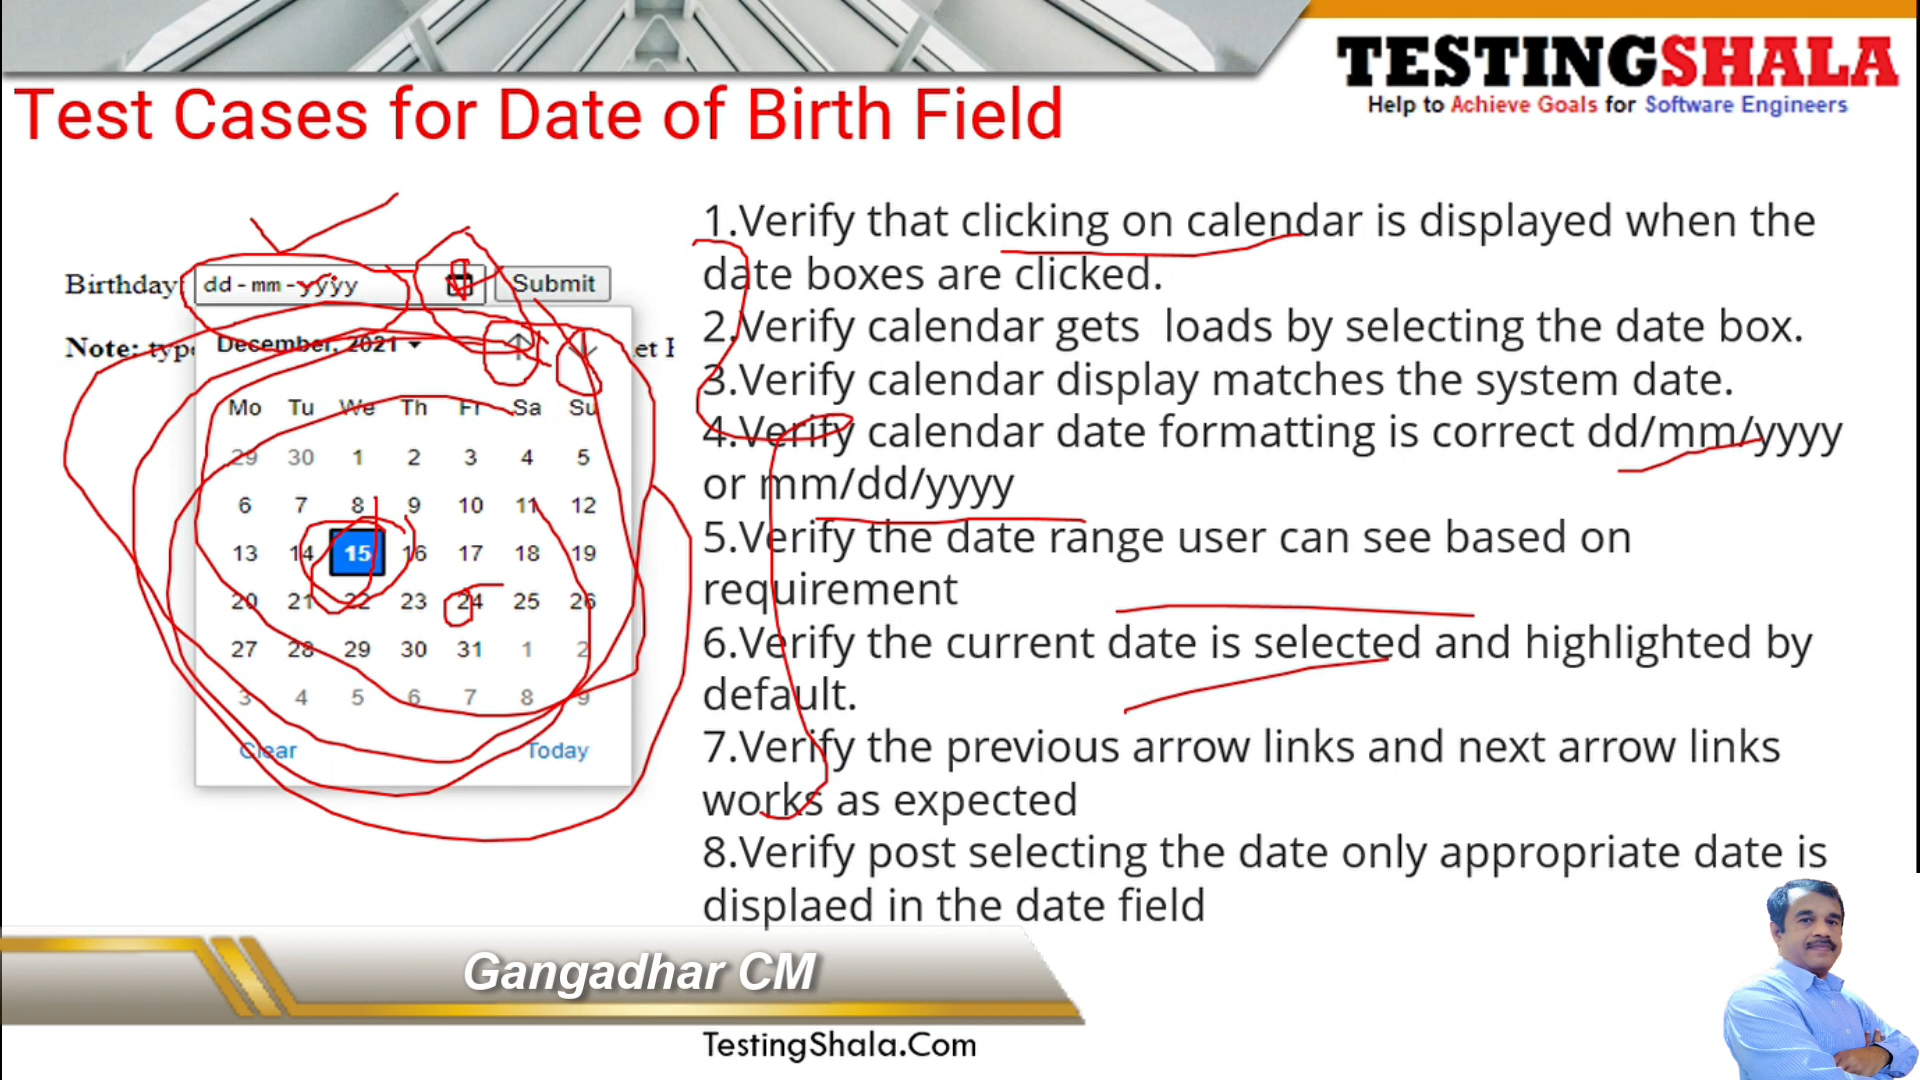 TESTINGSHALA
Help to Achieve Goals for Software Engineers
Test Cases for Date of Birth Field
Birthday: dd-mm-yyyy Submit
Note: type
et
December, 2021
Mo Tu We Th Fr Sa Su
29 30 1 2 3 4 5
6 7 8 9 10 11 12
13 14 15 16 17 18 19
20 21 22 23 24 25 26
27 28 29 30 31 1 2
3 4 5 6 7 8 9
Clear Today
1.Verify that clicking on calendar is displayed when the
date boxes are clicked.
2.Verify calendar gets loads by selecting the date box.
3.Verify calendar display matches the system date.
4.Verify calendar date formatting is correct dd/mm/yyyy
or mm/dd/yyyy
5.Verify the date range user can see based on
requirement
6.Verify the current date is selected and highlighted by
default.
7.Verify the previous arrow links and next arrow links
works as expected
8.Verify post selecting the date only appropriate date is
displaed in the date field
Gangadhar CM
TestingShala.Com